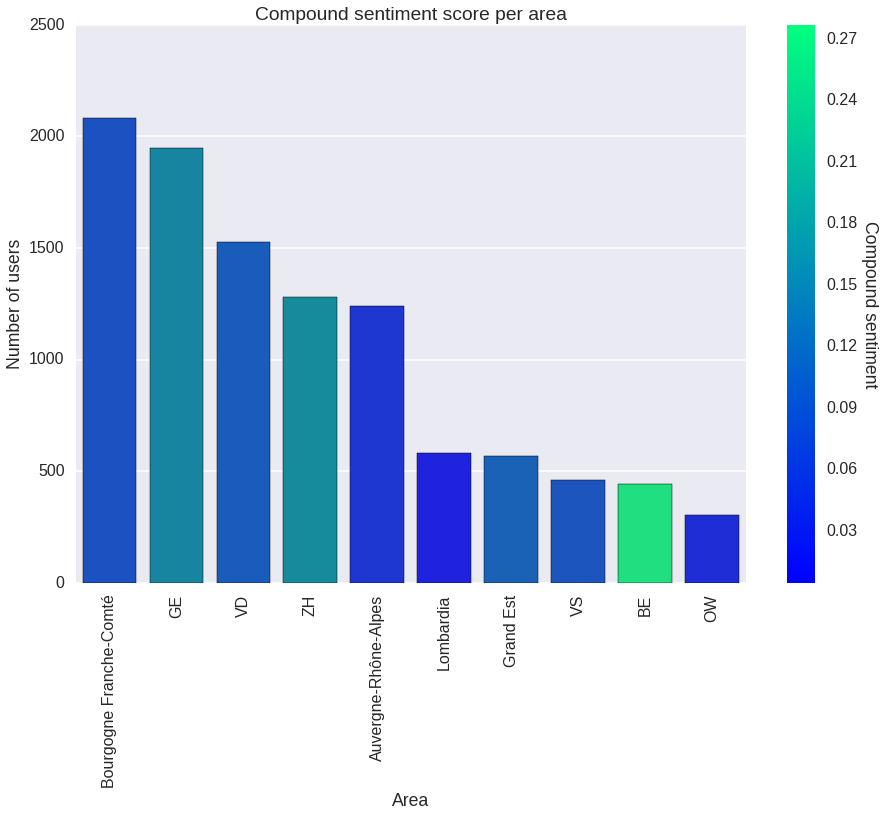 Compound sentiment score per area
2500
2000
1500
1000
500
0
Number of users
Bourgogne Franche-Comté
GE
VD
ZH
Auvergne-Rhône-Alpes
Lombardia
Grand Est
VS
BE
OW
Area
0.27
0.24
0.21
0.18
0.15
0.12
0.09
0.06
0.03
Compound sentiment